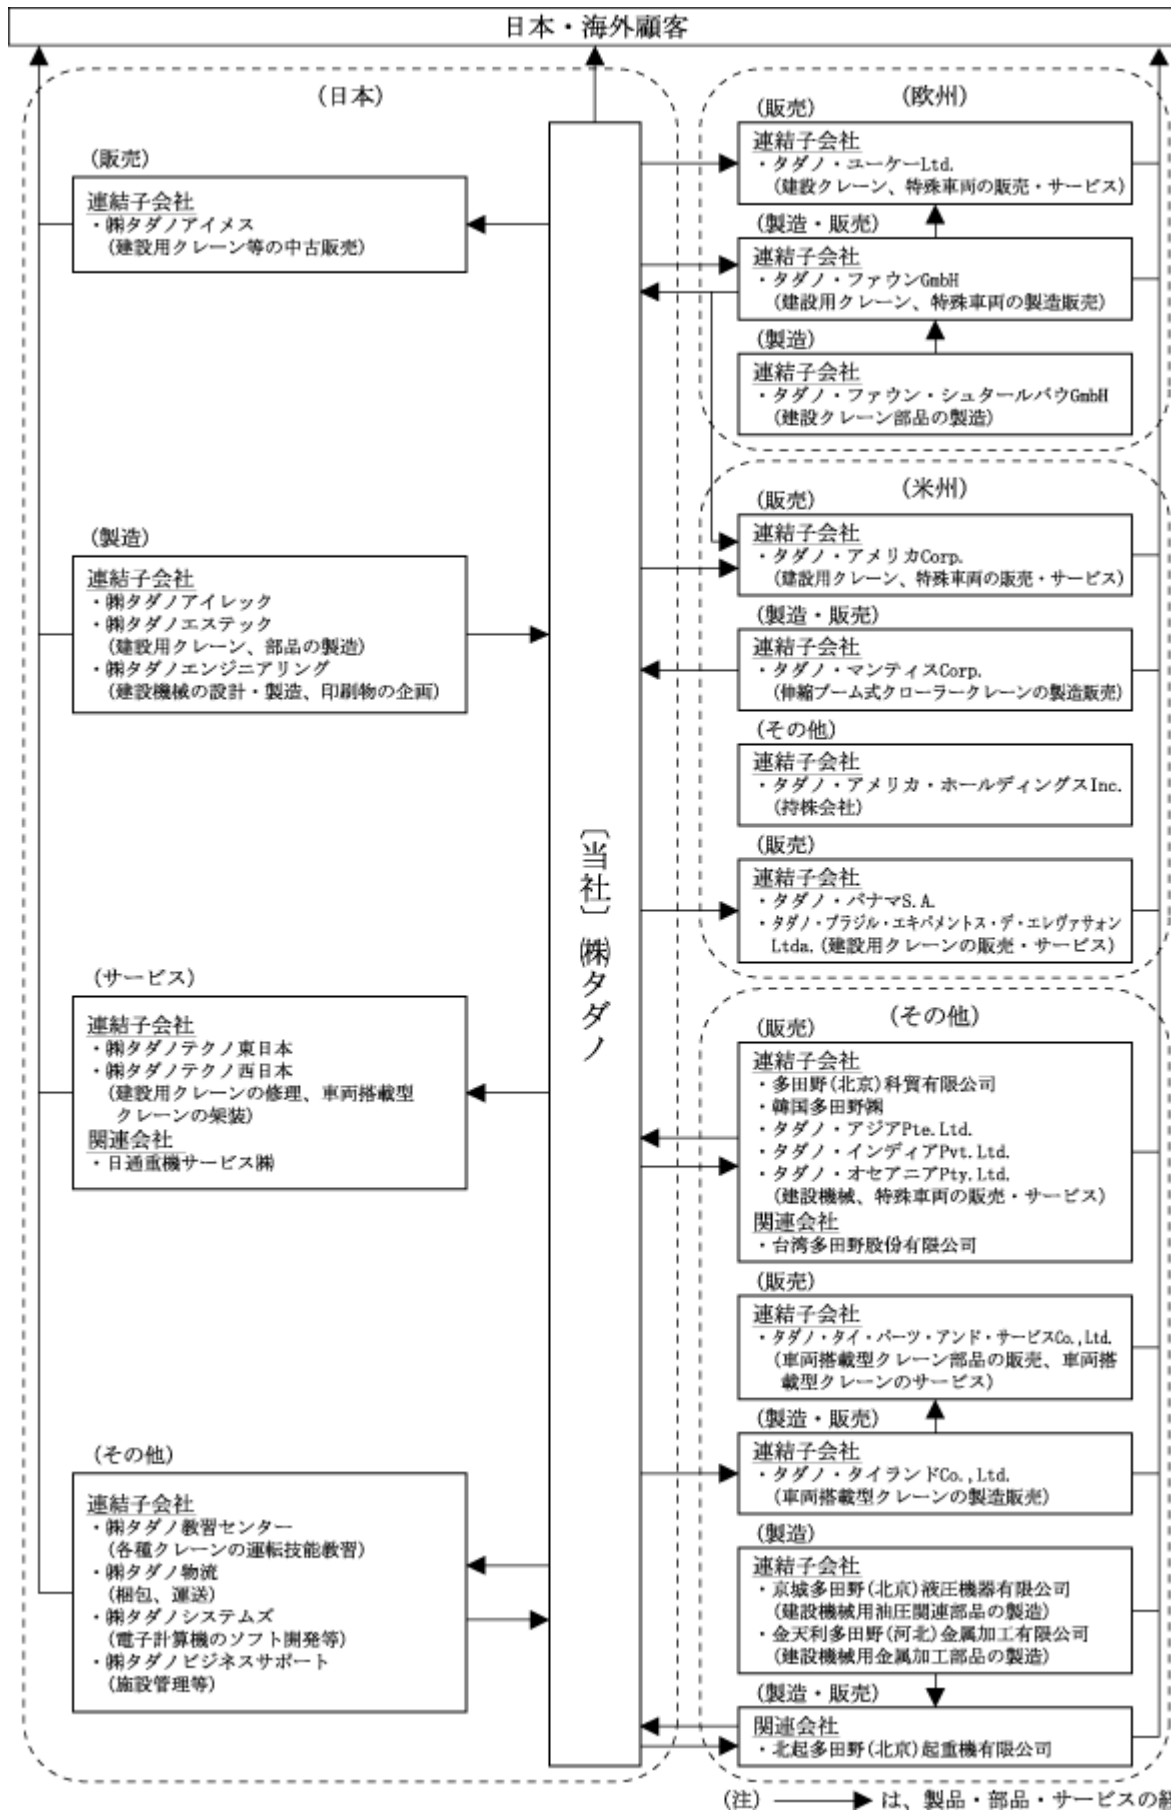 日本・海外顧客
(日本)
(販売)
連結子会社
・㈱タダノアイメス
(建設用クレーン等の中古販売)
(製造)
連結子会社
・㈱タダノアイレック
・㈱タダノエステック
(建設用クレーン、部品の製造)
・㈱タダノエンジニアリング
(建設機械の設計・製造、印刷物の企画)
(サービス)
連結子会社
・㈱タダノテクノ東日本
・㈱タダノテクノ西日本
(建設用クレーンの修理、車両搭載型
クレーンの架装)
関連会社
・日通重機サービス㈱
(その他)
連結子会社
・㈱タダノ教習センター
(各種クレーンの運転技能教習)
・㈱タダノ物流
(梱包、運送)
・㈱タダノシステムズ
(電子計算機のソフト開発等)
・㈱タダノビジネスサポート
(施設管理等)
〔当社〕㈱タダノ
(欧州)
(販売)
連結子会社
・タダノ・ユーケーLtd.
(建設クレーン、特殊車両の販売・サービス)
(製造・販売)
連結子会社
・タダノ・ファウンGmbH
(建設用クレーン、特殊車両の製造販売)
(製造)
連結子会社
・タダノ・ファウン・シュタールバウGmbH
(建設クレーン部品の製造)
(米州)
(販売)
連結子会社
・タダノ・アメリカCorp.
(建設用クレーン、特殊車両の販売・サービス)
(製造・販売)
連結子会社
・タダノ・マンティスCorp.
(伸縮ブーム式クローラークレーンの製造販売)
(その他)
連結子会社
・タダノ・アメリカ・ホールディングスInc.
(持株会社)
(販売)
連結子会社
・タダノ・パナマS.A.
・タダノ・ブラジル・エキパメントス・デ・エレヴァサォン
Ltda.(建設用クレーンの販売・サービス)
(その他)
(販売)
連結子会社
・多田野(北京)科貿有限公司
・韓国多田野㈱
・タダノ・アジアPte.Ltd.
・タダノ・インディアPvt.Ltd.
・タダノ・オセアニアPty,Ltd.
(建設機械、特殊車両の販売・サービス)
関連会社
・台湾多田野股份有限公司
(販売)
連結子会社
・タダノ・タイ・パーツ・アンド・サービスCo.,Ltd.
(車両搭載型クレーン部品の販売、車両搭
載型クレーンのサービス)
(製造・販売)
連結子会社
・タダノ・タイランドCo.,Ltd.
(車両搭載型クレーンの製造販売)
(製造)
連結子会社
・京城多田野(北京)液圧機器有限公司
(建設機械用油圧関連部品の製造)
・金天利多田野(河北)金属加工有限公司
(建設機械用金属加工部品の製造)
(製造・販売)
関連会社
・北起多田野(北京)起重機有限公司
(注) ──▶ は、製品・部品・サービスの